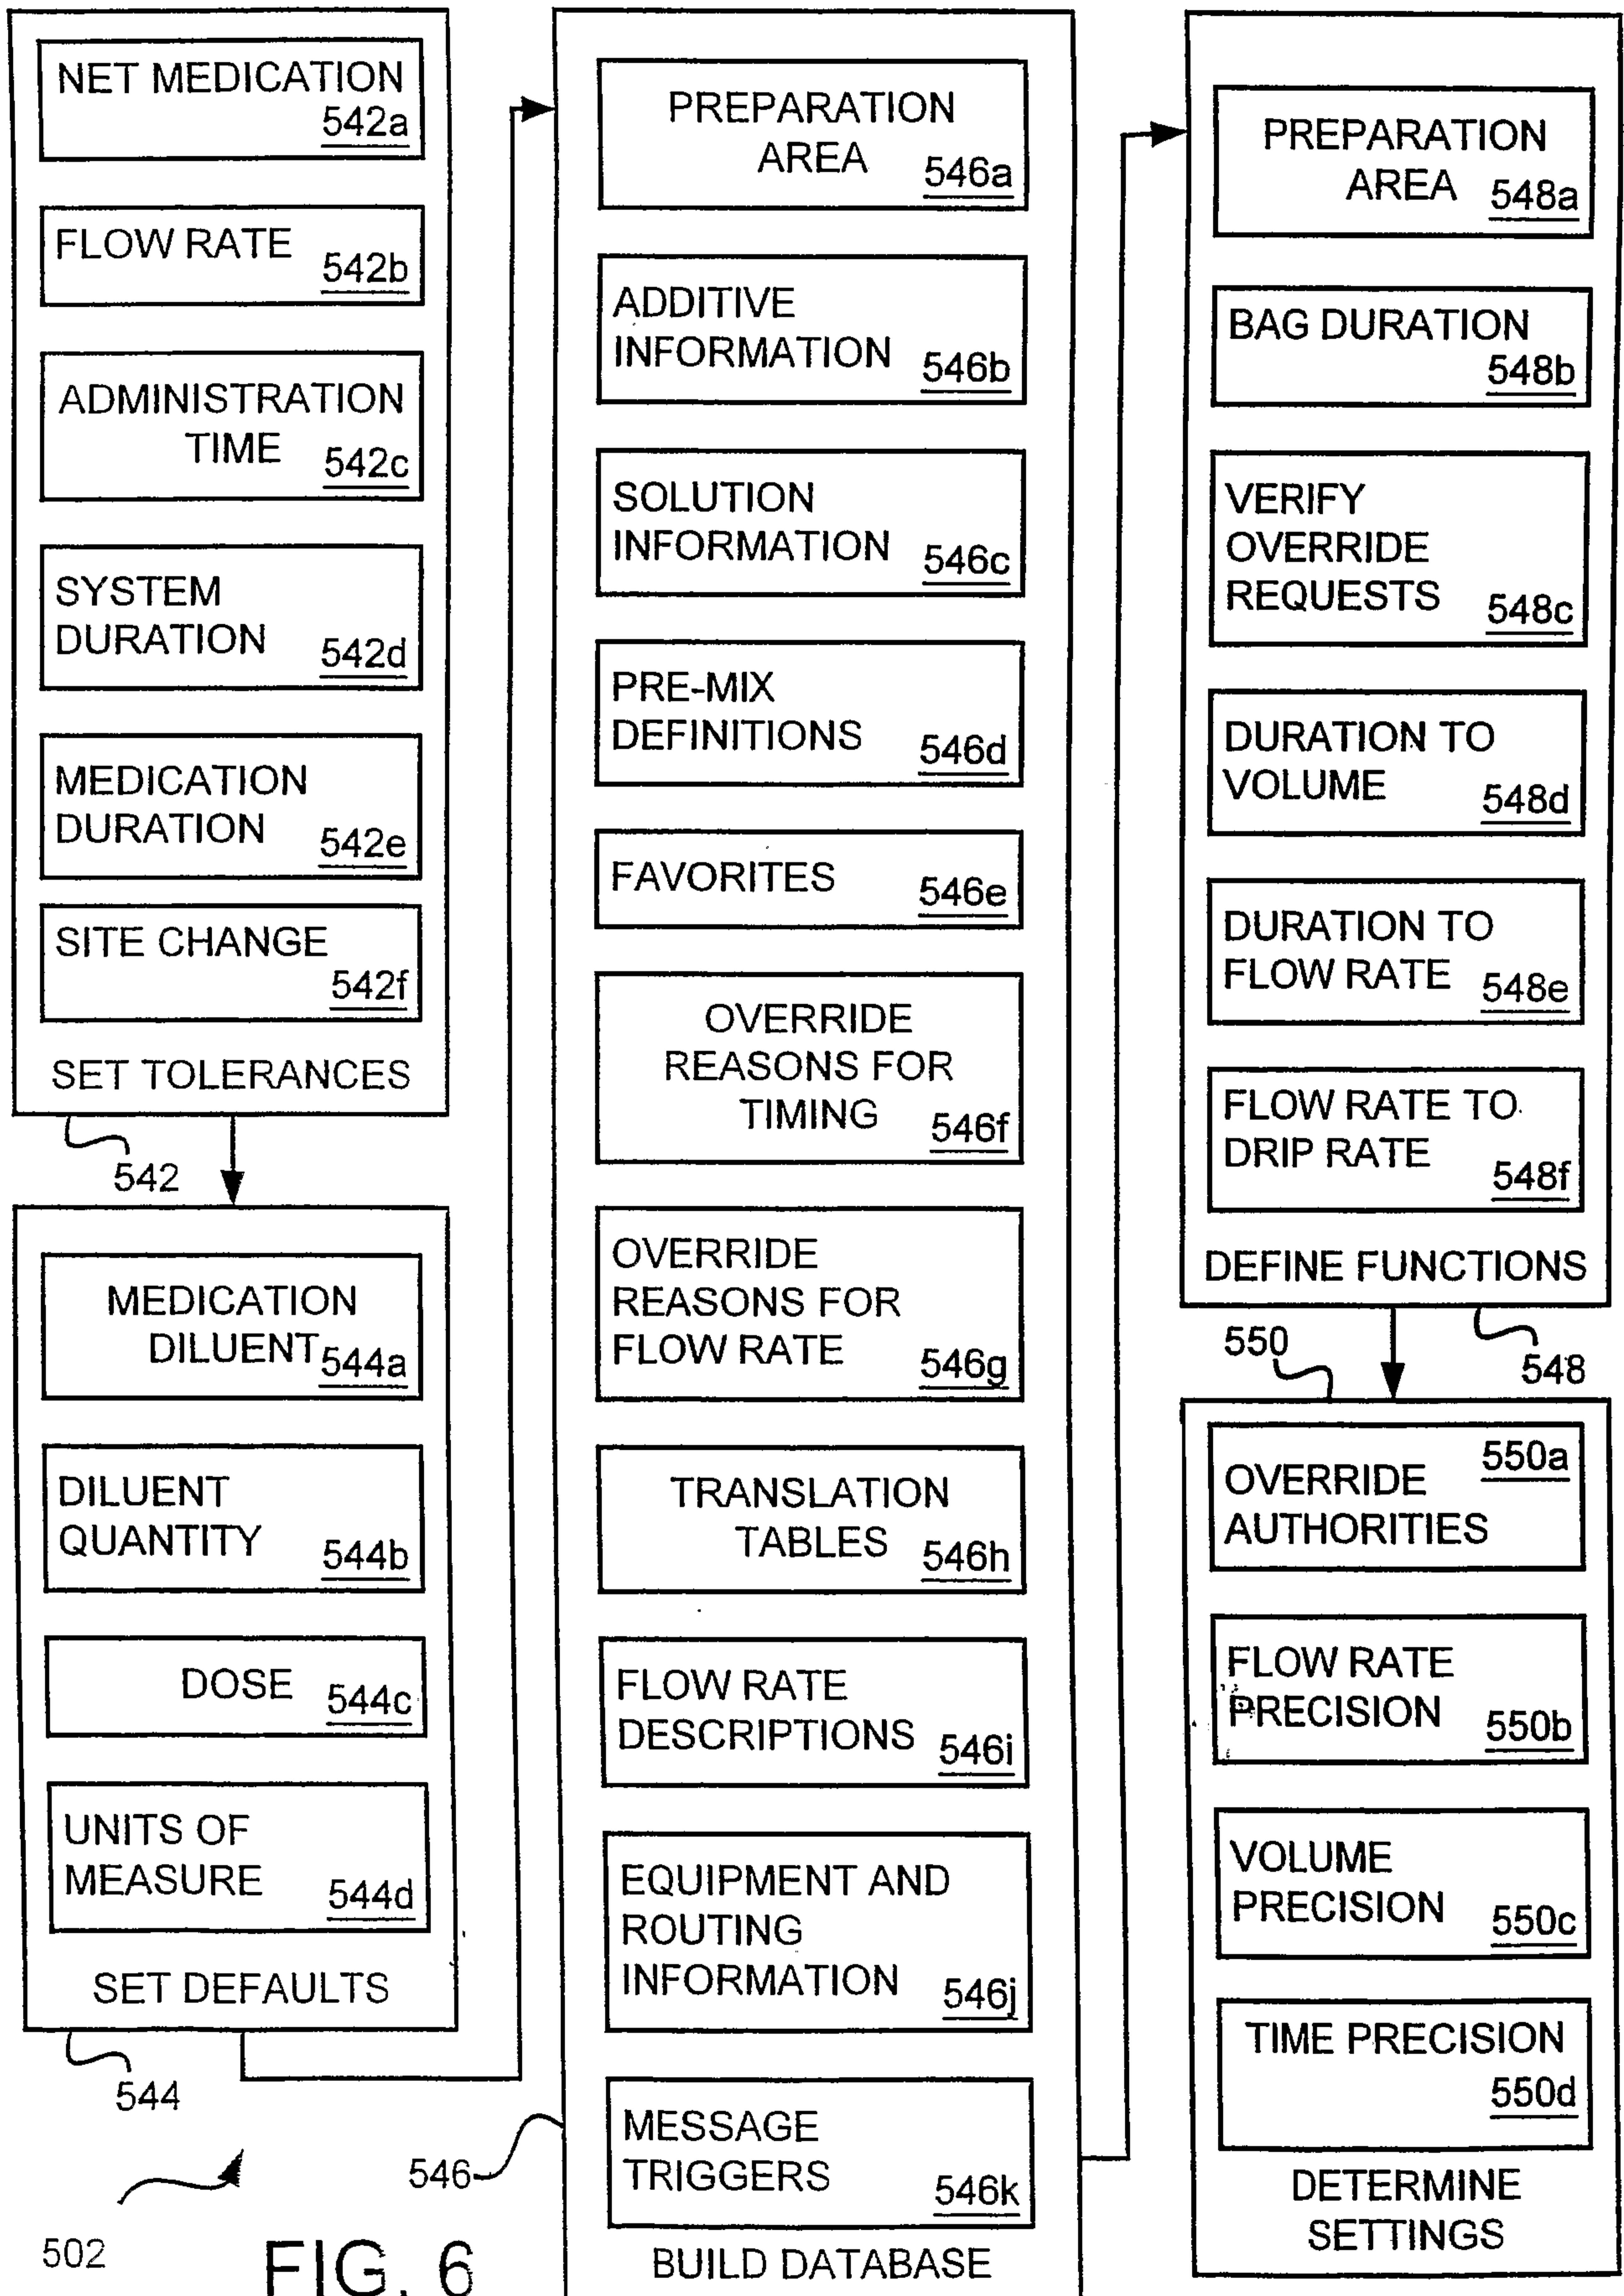 NET MEDICATION
542a
FLOW RATE
542b
ADMINISTRATION
TIME 542c
SYSTEM
DURATION 542d
MEDICATION
DURATION 542e
SITE CHANGE
542f
SET TOLERANCES
542
MEDICATION
DILUENT 544a
DILUENT
QUANTITY 544b
DOSE 544c
UNITS OF
MEASURE 544d
SET DEFAULTS
544
502
FIG. 6
PREPARATION
AREA 546a
ADDITIVE
INFORMATION 546b
SOLUTION
INFORMATION 546c
PRE-MIX
DEFINITIONS 546d
FAVORITES 546e
OVERRIDE
REASONS FOR
TIMING 546f
OVERRIDE
REASONS FOR
FLOW RATE 546g
TRANSLATION
TABLES 546h
FLOW RATE
DESCRIPTIONS 546i
EQUIPMENT AND
ROUTING
INFORMATION 546j
MESSAGE
TRIGGERS 546k
BUILD DATABASE
546
PREPARATION
AREA 548a
BAG DURATION
548b
VERIFY
OVERRIDE
REQUESTS 548c
DURATION TO
VOLUME 548d
DURATION TO
FLOW RATE 548e
FLOW RATE TO
DRIP RATE 548f
DEFINE FUNCTIONS
548
550
550a
OVERRIDE
AUTHORITIES
FLOW RATE
PRECISION 550b
VOLUME
PRECISION 550c
TIME PRECISION
550d
DETERMINE
SETTINGS